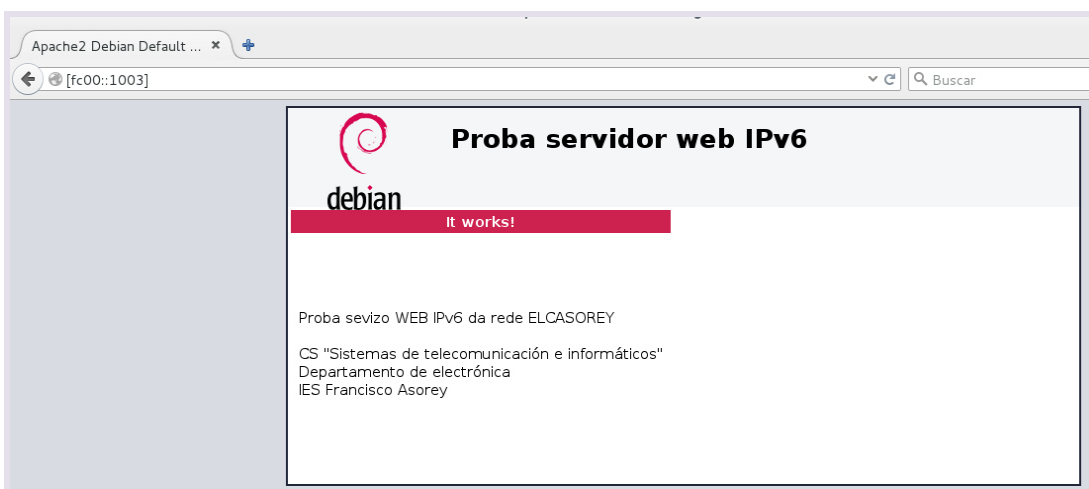 Apache2 Debian Default ...
[fc00::1003]
Buscar
Proba servidor web IPv6
debian
It works!
Proba sevizo WEB IPv6 da rede ELCASOREY
CS "Sistemas de telecomunicación e informáticos"
Departamento de electrónica
IES Francisco Asorey